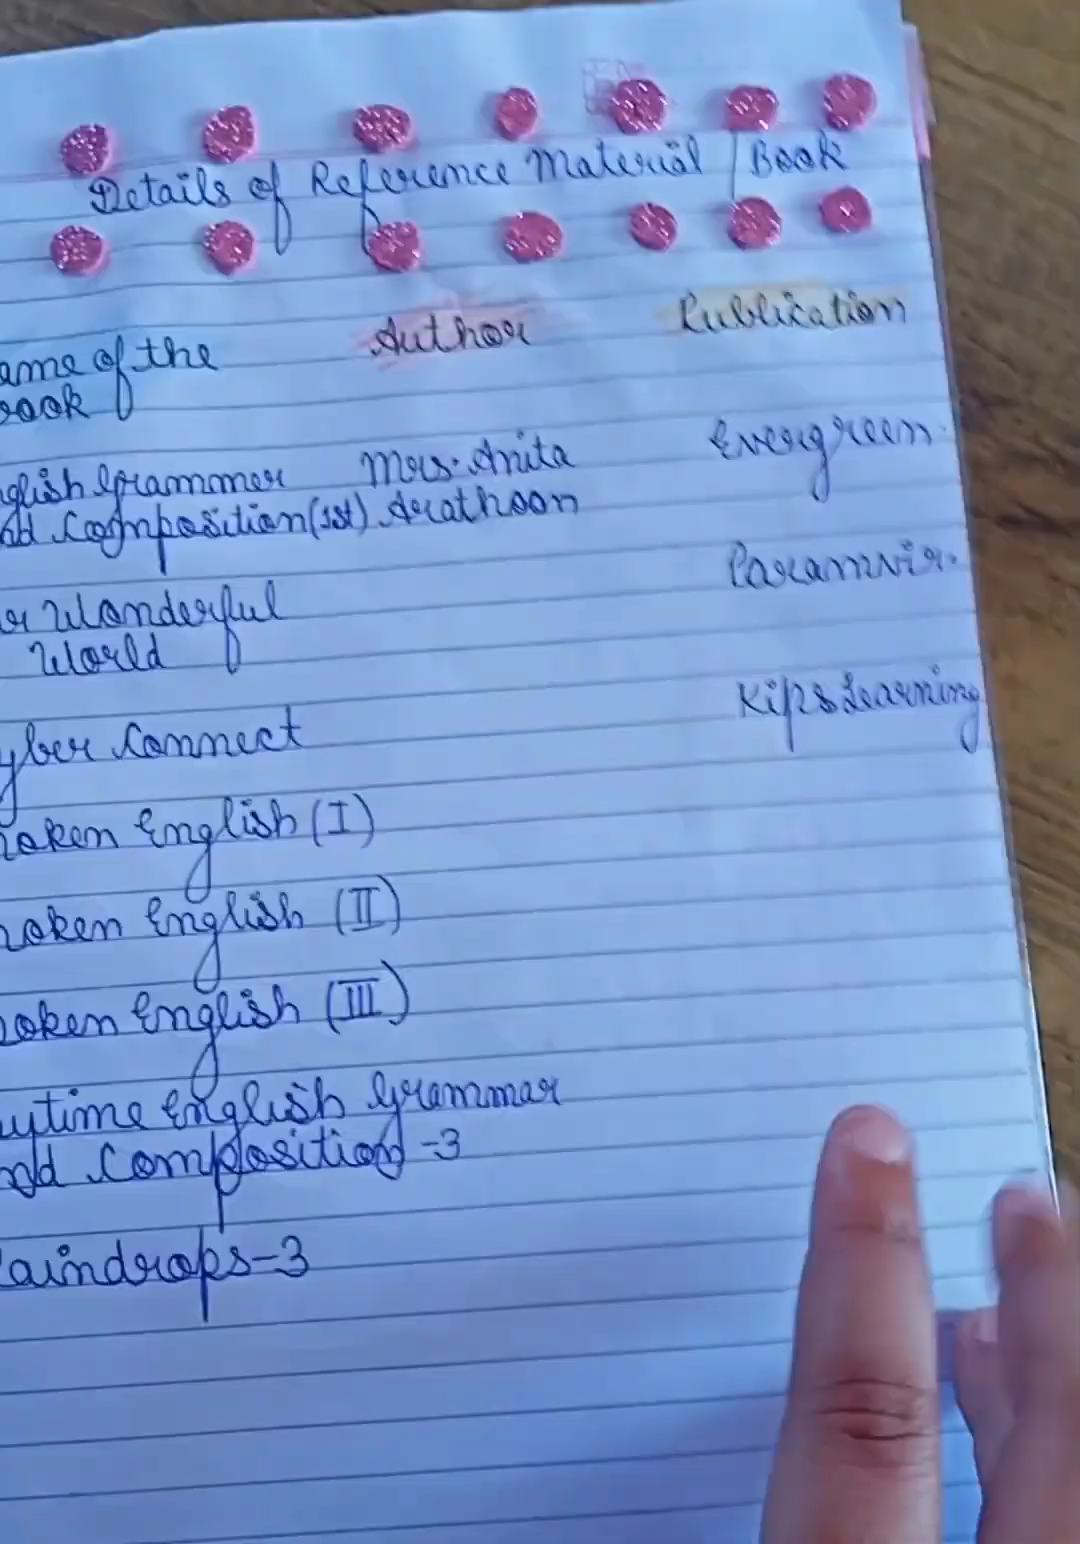 Details of Reference Material / Book
ame of the Author Publication
ook
glish Grammer Mrs. Anita Evergreen.
nd Composition (1st) Arathoon
r Wonderful Paramvir.
World
yber Connect Kips Learning
oken English (I)
oken English (II)
oken English (III)
ytime English Grammar
nd Composition -3
aindrops-3